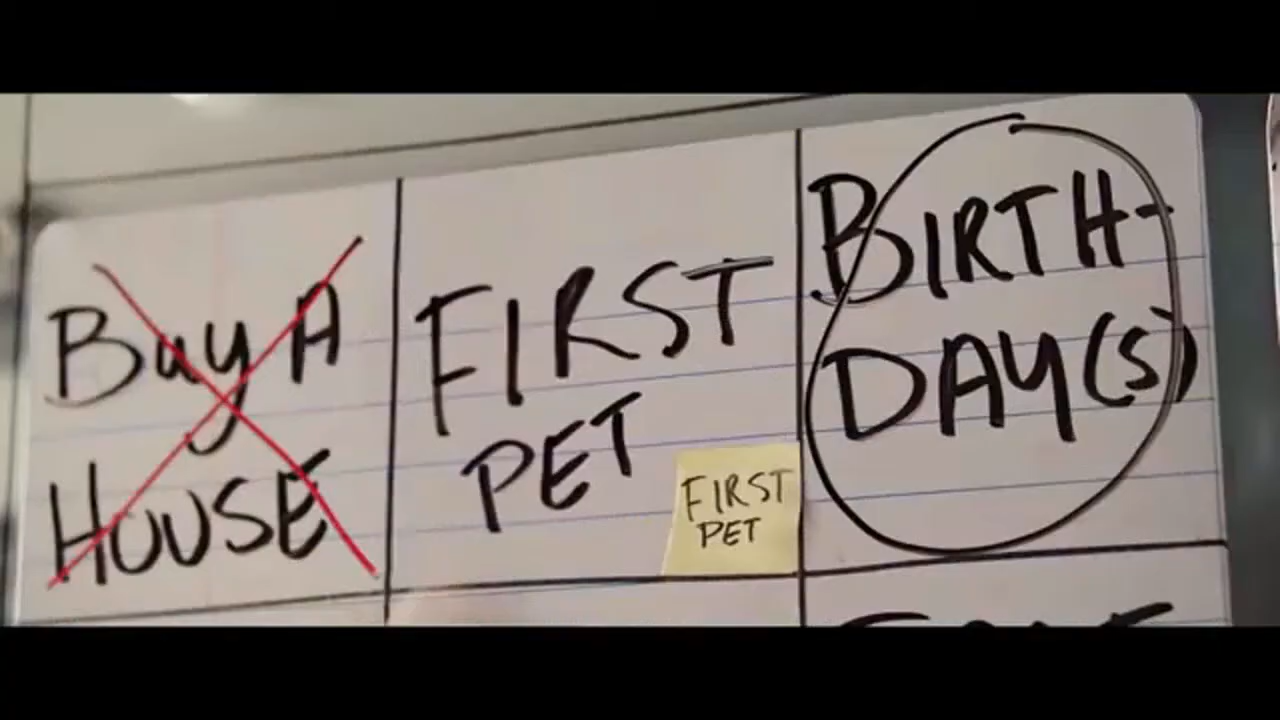 Buy A
HOUSE
FIRST
PET
FIRST
PET
BIRTH-
DAY(S)